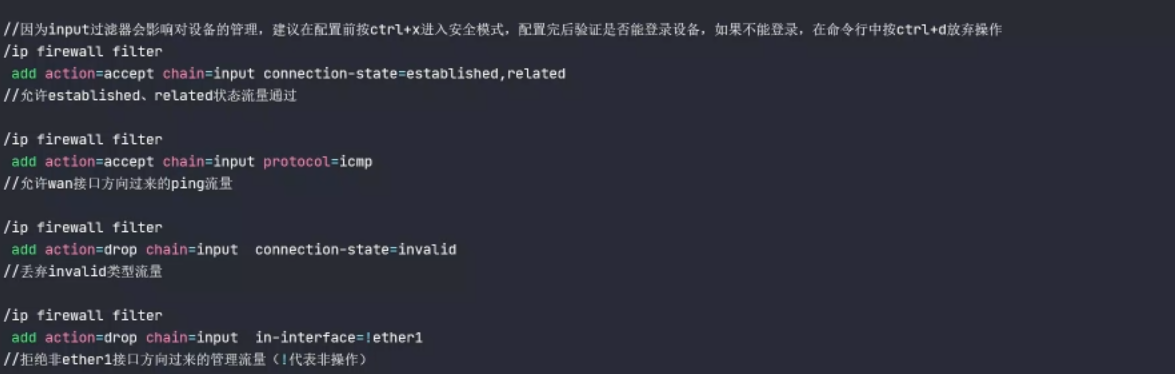 //因为input过滤器会影响对设备的管理，建议在配置前按ctrl+x进入安全模式，配置完后验证是否能登录设备，如果不能登录，在命令行中按ctrl+d放弃操作
/ip firewall filter
 add action=accept chain=input connection-state=established,related
//允许established、related状态流量通过

/ip firewall filter
 add action=accept chain=input protocol=icmp
//允许wan接口方向过来的ping流量

/ip firewall filter
 add action=drop chain=input  connection-state=invalid
//丢弃invalid类型流量

/ip firewall filter
 add action=drop chain=input  in-interface=!ether1
//拒绝非ether1接口方向过来的管理流量（!代表非操作）